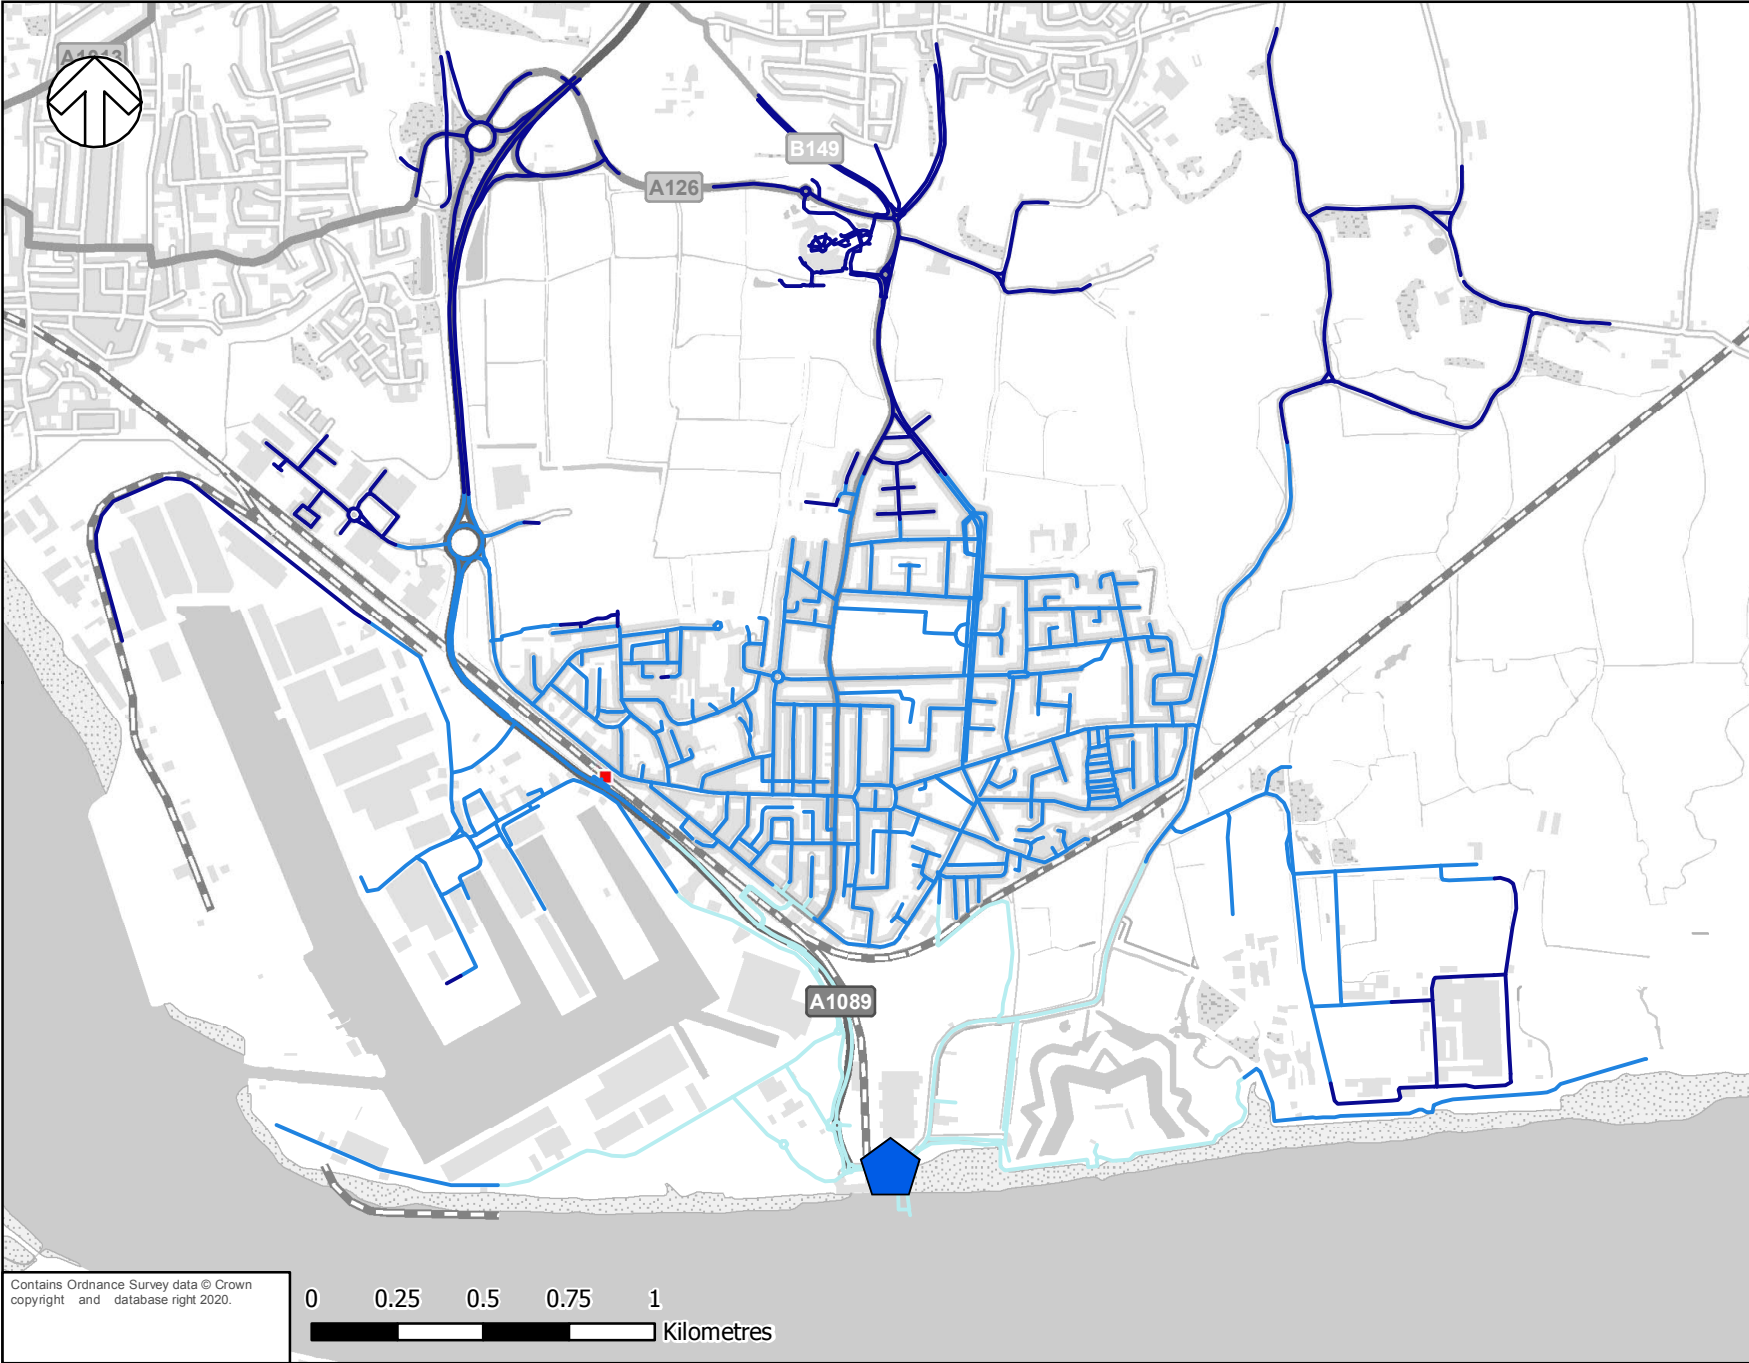 A1013
B149
A126
A1089
Contains Ordnance Survey data © Crown
copyright and database right 2020.
0 0.25 0.5 0.75 1
Kilometres